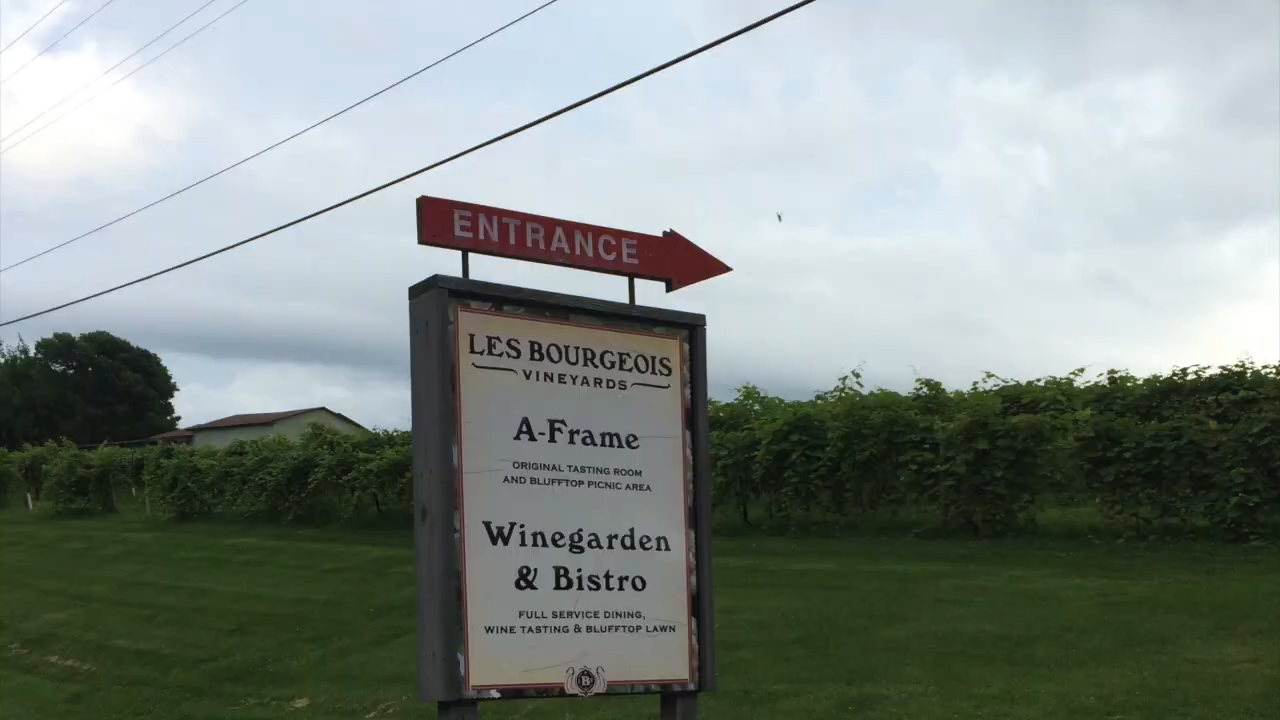 ENTRANCE
LES BOURGEOIS
VINEYARDS
A-FRAME
ORIGINAL TASTING ROOM
AND BLUFFTOP PICNIC AREA
Winegarden
& Bistro
FULL SERVICE DINING,
WINE TASTING & BLUFFTOP LAWN
B